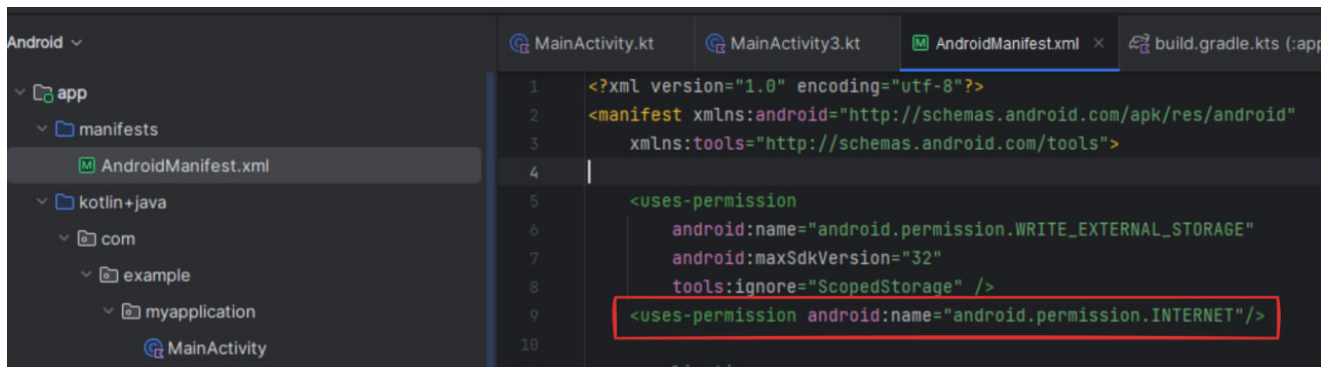 Android
app
manifests
AndroidManifest.xml
kotlin+java
com
example
myapplication
MainActivity
MainActivity.kt
MainActivity3.kt
AndroidManifest.xml
build.gradle.kts (:app
1 <?xml version="1.0" encoding="utf-8"?>
2 <manifest xmlns:android="http://schemas.android.com/apk/res/android"
3 xmlns:tools="http://schemas.android.com/tools">
4
5 <uses-permission
6 android:name="android.permission.WRITE_EXTERNAL_STORAGE"
7 android:maxSdkVersion="32"
8 tools:ignore="ScopedStorage" />
9 <uses-permission android:name="android.permission.INTERNET"/>
10